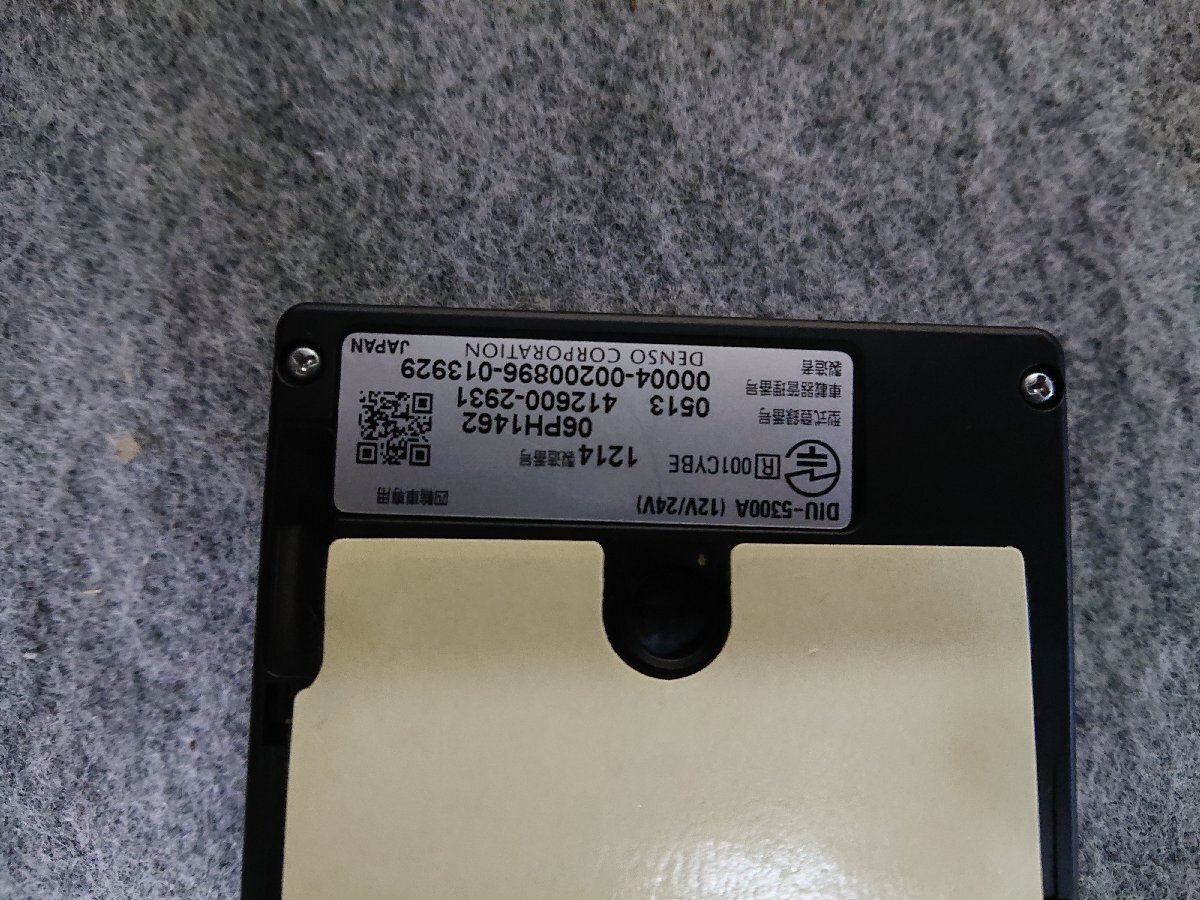 DIU-5300A (12V/24V) 四輪車専用
R 001CYBE 1214 製造番号
06PH1462
型式登録番号 0513 412600-2931
車載器管理番号 00004-00200896-013929
製造者 DENSO CORPORATION JAPAN